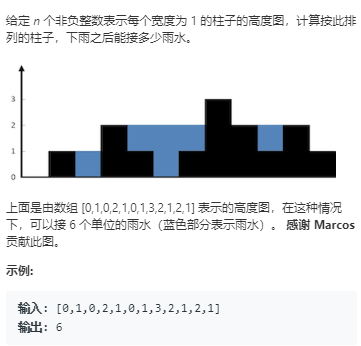 给定 n 个非负整数表示每个宽度为 1 的柱子的高度图，计算按此排
列的柱子，下雨之后能接多少雨水。
3
2
1
0
上面是由数组 [0,1,0,2,1,0,1,3,2,1,2,1] 表示的高度图，在这种情况
下，可以接 6 个单位的雨水（蓝色部分表示雨水）。 感谢 Marcos
贡献此图。
示例:
输入: [0,1,0,2,1,0,1,3,2,1,2,1]
输出: 6